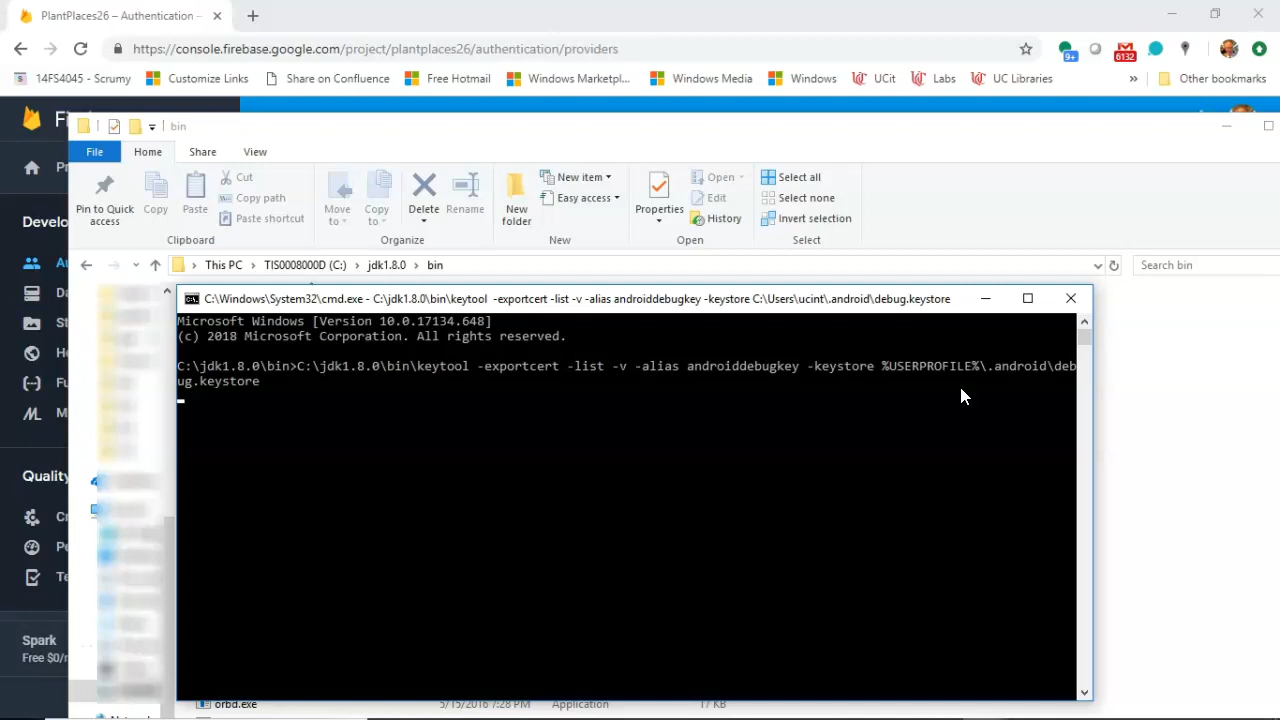 PlantPlaces26 – Authentication –
https://console.firebase.google.com/project/plantplaces26/authentication/providers
9+
6132
14FS4045 - Scrumy
Customize Links
Share on Confluence
Free Hotmail
Windows Marketpl...
Windows Media
Windows
UCit
Labs
UC Libraries
»
Other bookmarks
bin
File
Home
Share
View
Pin to Quick
access
Copy
Paste
Cut
Copy path
Paste shortcut
Clipboard
Move
to
Copy
to
Delete
Rename
Organize
New
folder
New item
Easy access
New
Properties
Open
Edit
History
Open
Select all
Select none
Invert selection
Select
This PC > TIS0008000D (C:) > jdk1.8.0 > bin
Search bin
C:\Windows\System32\cmd.exe - C:\jdk1.8.0\bin\keytool -exportcert -list -v -alias androiddebugkey -keystore C:\Users\ucint\.android\debug.keystore
Microsoft Windows [Version 10.0.17134.648]
(c) 2018 Microsoft Corporation. All rights reserved.
C:\jdk1.8.0\bin>C:\jdk1.8.0\bin\keytool -exportcert -list -v -alias androiddebugkey -keystore %USERPROFILE%\.android\deb
ug.keystore
Develo
Quality
Spark
Free $0/
orbd.exe
5/15/2016 7:28 PM
Application
17 KB